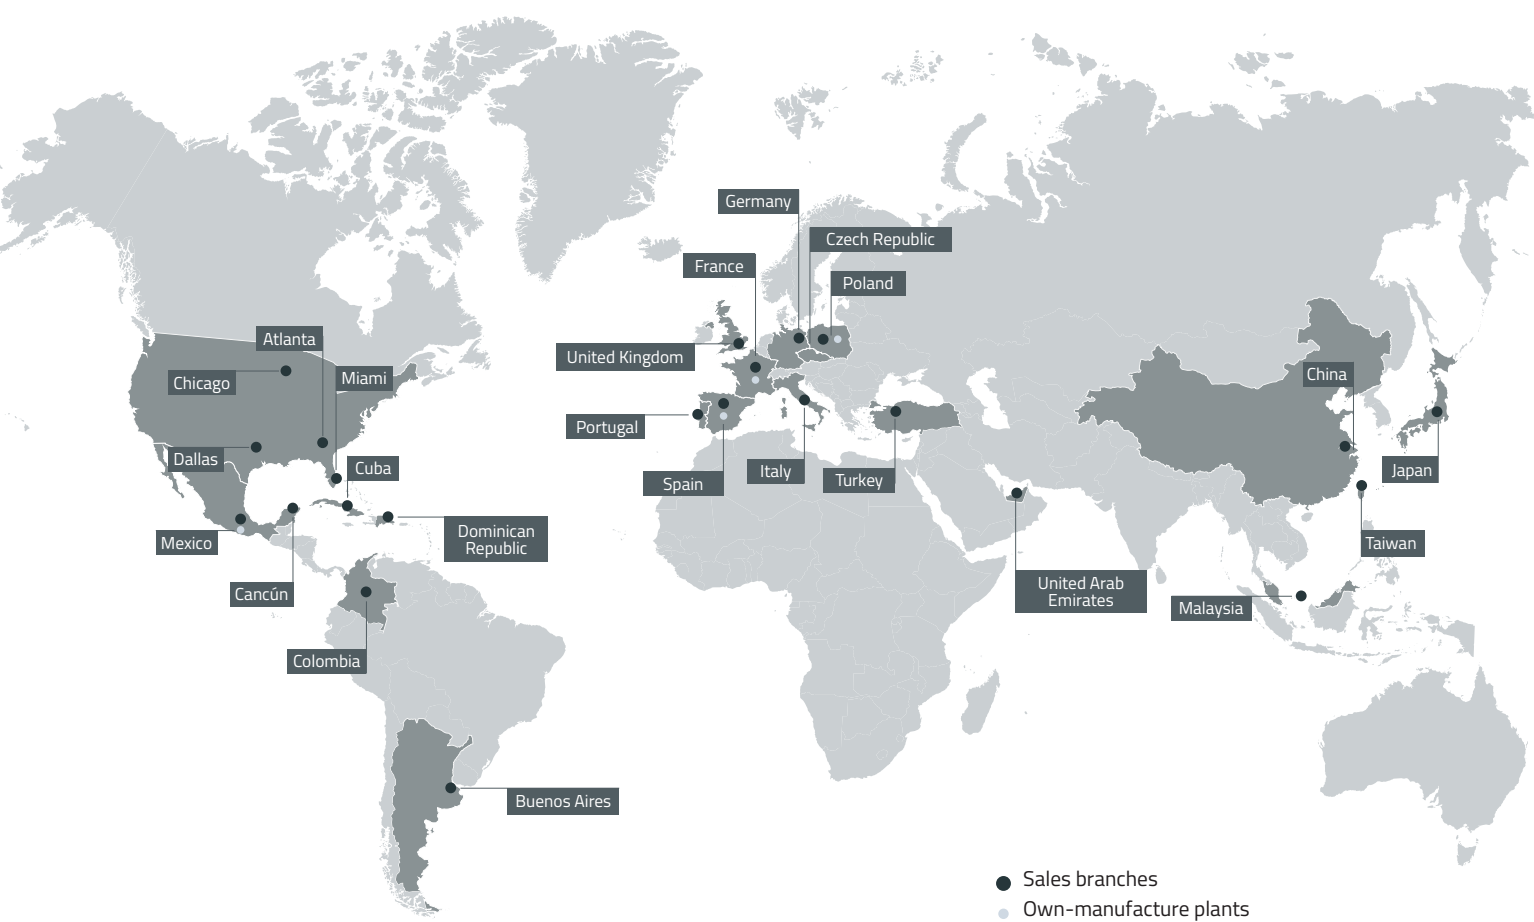 Germany
Czech Republic
France
Poland
Atlanta
United Kingdom
Miami
Chicago
China
Portugal
Dallas
Cuba
Italy
Japan
Spain
Turkey
Dominican
Republic
Mexico
Taiwan
United Arab
Emirates
Cancún
Malaysia
Colombia
Buenos Aires
Sales branches
Own-manufacture plants